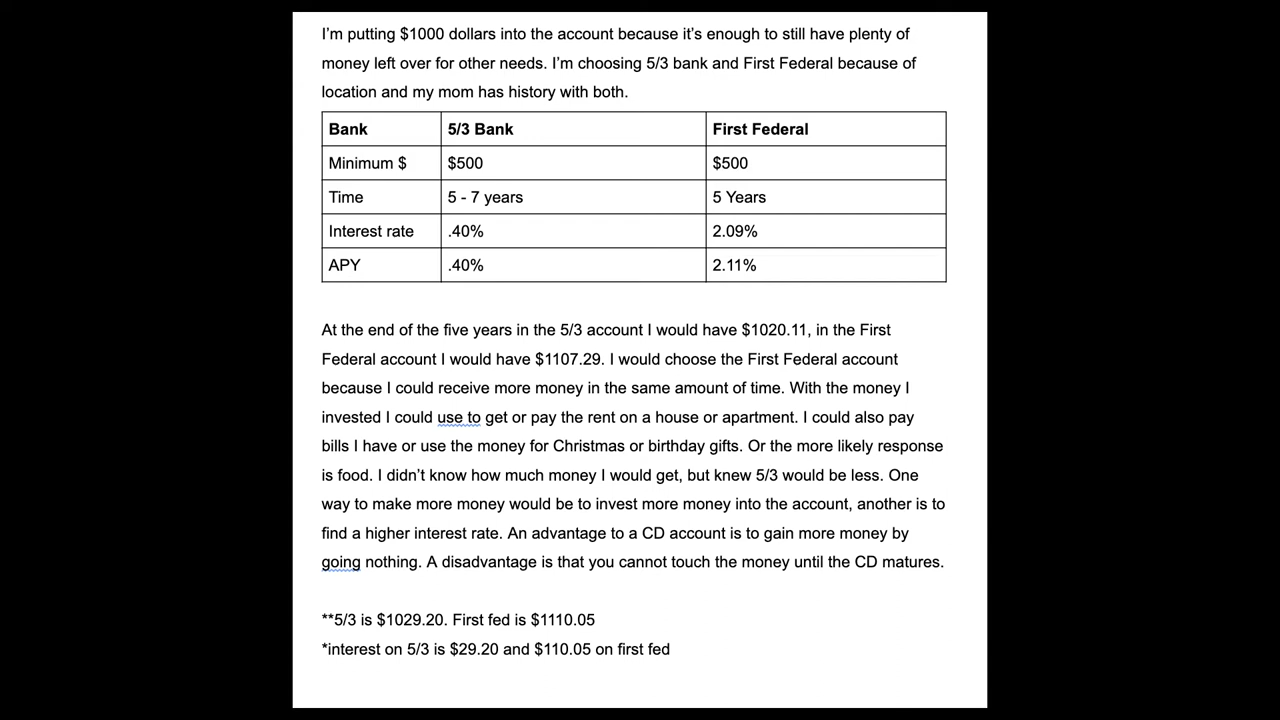 I’m putting $1000 dollars into the account because it’s enough to still have plenty of
money left over for other needs. I’m choosing 5/3 bank and First Federal because of
location and my mom has history with both.
Bank 5/3 Bank First Federal
Minimum $ $500 $500
Time 5 - 7 years 5 Years
Interest rate .40% 2.09%
APY .40% 2.11%
At the end of the five years in the 5/3 account I would have $1020.11, in the First
Federal account I would have $1107.29. I would choose the First Federal account
because I could receive more money in the same amount of time. With the money I
invested I could use to get or pay the rent on a house or apartment. I could also pay
bills I have or use the money for Christmas or birthday gifts. Or the more likely response
is food. I didn’t know how much money I would get, but knew 5/3 would be less. One
way to make more money would be to invest more money into the account, another is to
find a higher interest rate. An advantage to a CD account is to gain more money by
going nothing. A disadvantage is that you cannot touch the money until the CD matures.
**5/3 is $1029.20. First fed is $1110.05
*interest on 5/3 is $29.20 and $110.05 on first fed